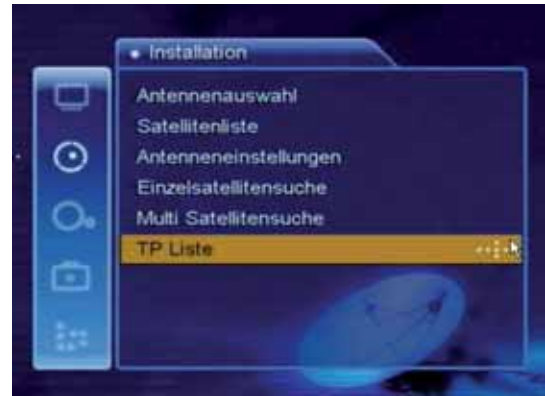 Installation
Antennenauswahl
Satellitenliste
Antenneneinstellungen
Einzelsatellitensuche
Multi Satellitensuche
TP Liste